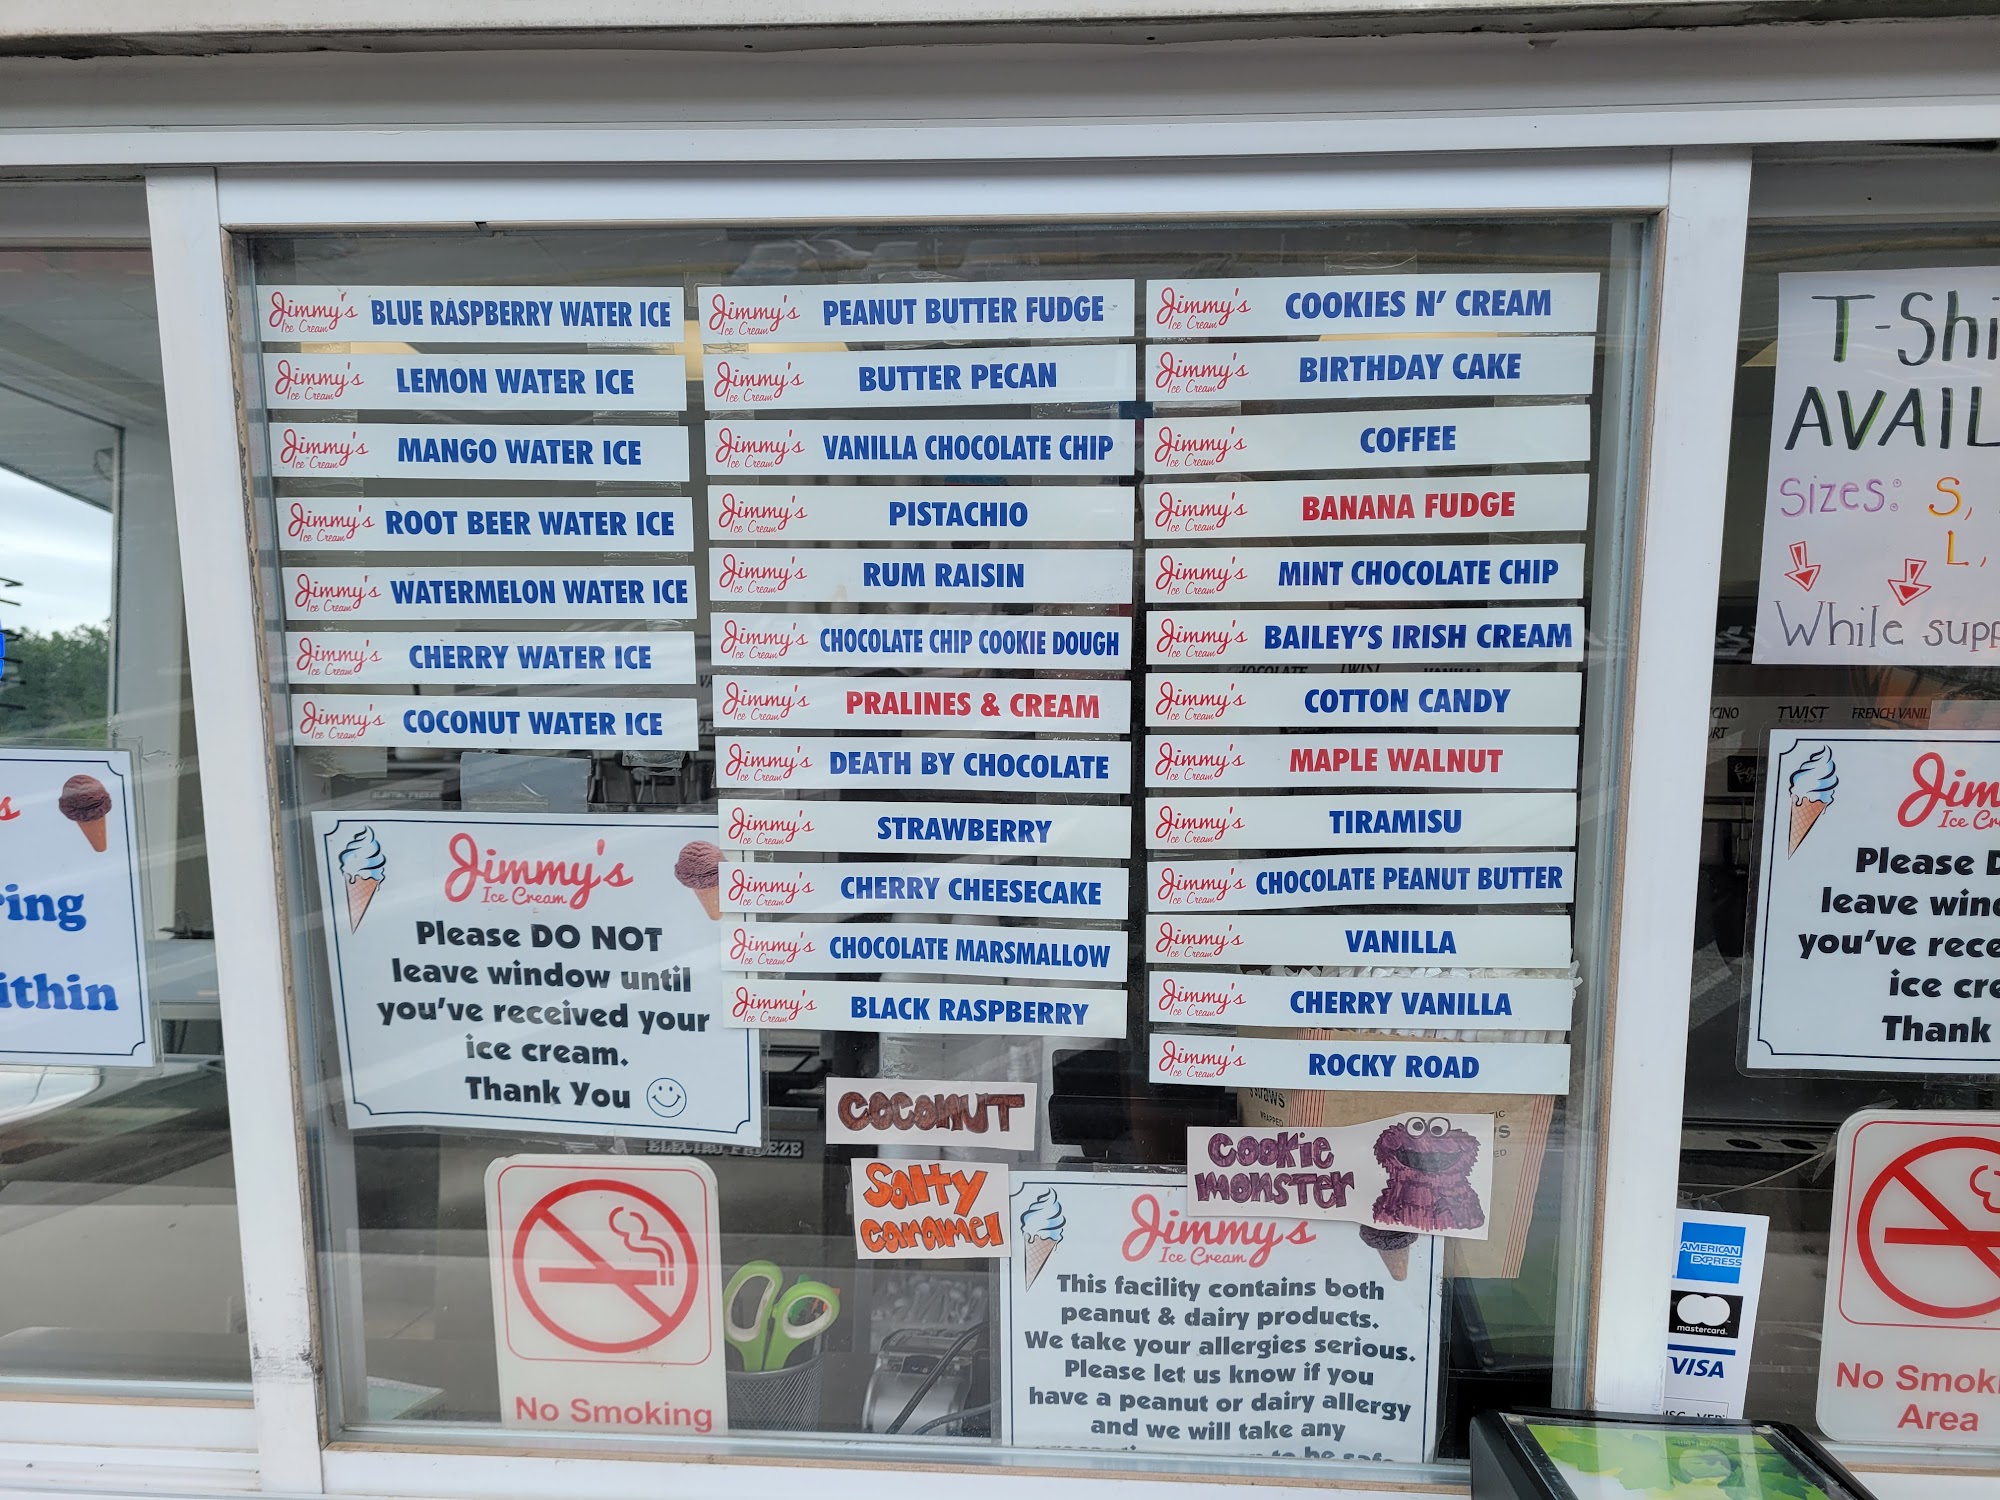 Jimmy's Ice Cream BLUE RASPBERRY WATER ICE
Jimmy's Ice Cream LEMON WATER ICE
Jimmy's Ice Cream MANGO WATER ICE
Jimmy's Ice Cream ROOT BEER WATER ICE
Jimmy's Ice Cream WATERMELON WATER ICE
Jimmy's Ice Cream CHERRY WATER ICE
Jimmy's Ice Cream COCONUT WATER ICE
Jimmy's Ice Cream PEANUT BUTTER FUDGE
Jimmy's Ice Cream BUTTER PECAN
Jimmy's Ice Cream VANILLA CHOCOLATE CHIP
Jimmy's Ice Cream PISTACHIO
Jimmy's Ice Cream RUM RAISIN
Jimmy's Ice Cream CHOCOLATE CHIP COOKIE DOUGH
Jimmy's Ice Cream PRALINES & CREAM
Jimmy's Ice Cream DEATH BY CHOCOLATE
Jimmy's Ice Cream STRAWBERRY
Jimmy's Ice Cream CHERRY CHEESECAKE
Jimmy's Ice Cream CHOCOLATE MARSMALLOW
Jimmy's Ice Cream BLACK RASPBERRY
COCONUT
Salty
caramel
Jimmy's Ice Cream COOKIES N' CREAM
Jimmy's Ice Cream BIRTHDAY CAKE
Jimmy's Ice Cream COFFEE
Jimmy's Ice Cream BANANA FUDGE
Jimmy's Ice Cream MINT CHOCOLATE CHIP
Jimmy's Ice Cream BAILEY'S IRISH CREAM
Jimmy's Ice Cream COTTON CANDY
Jimmy's Ice Cream MAPLE WALNUT
Jimmy's Ice Cream TIRAMISU
Jimmy's Ice Cream CHOCOLATE PEANUT BUTTER
Jimmy's Ice Cream VANILLA
Jimmy's Ice Cream CHERRY VANILLA
Jimmy's Ice Cream ROCKY ROAD
Cookie
monster
Jimmy's
Ice Cream
Please DO NOT
leave window until
you've received your
ice cream.
Thank You
ELECTRO FREEZE
No Smoking
Jimmy's
Ice Cream
This facility contains both
peanut & dairy products.
We take your allergies serious.
Please let us know if you
have a peanut or dairy allergy
and we will take any
to be safe
T-Shi
AVAIL
Sizes: S,
L,
While supp
TWIST
FRENCH VANIL
Jim
Ice Cr
Please D
leave win
you've rece
ice cre
Thank
AMERICAN
EXPRESS
mastercard.
VISA
No Smoki
Area
ring
ithin